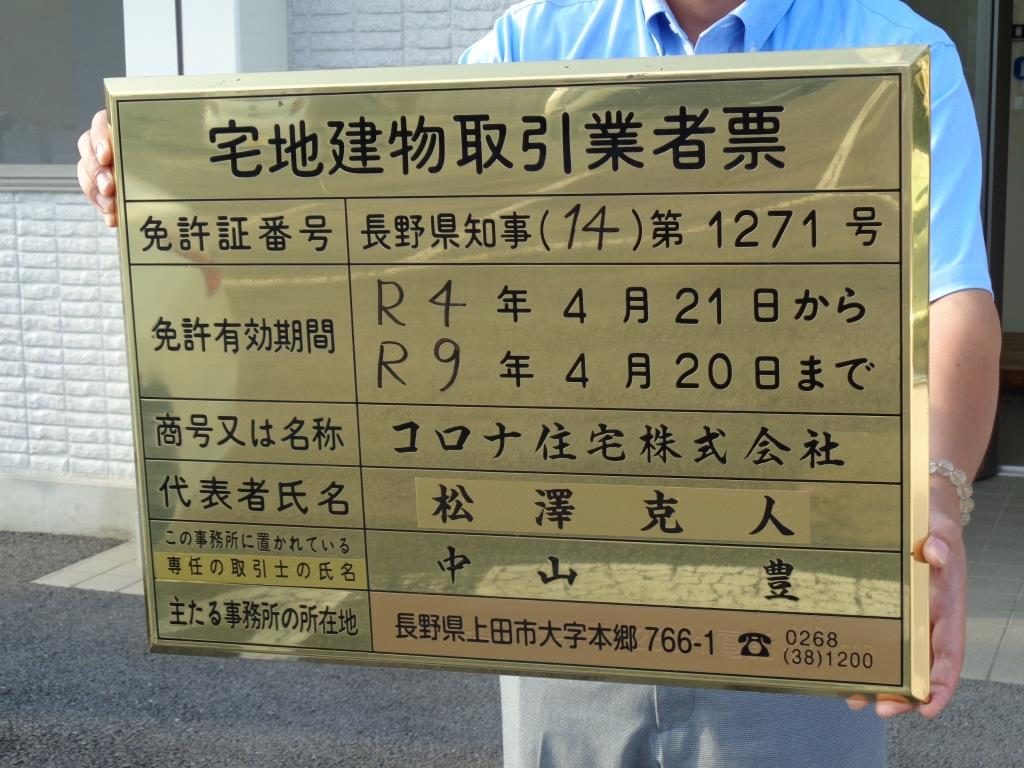 宅地建物取引業者票
免許証番号 長野県知事(14)第 1271 号
免許有効期間 R 4 年 4 月 21 日から
R 9 年 4 月 20 日まで
商号又は名称 コロナ住宅株式会社
代表者氏名 松澤克人
この事務所に置かれている
専任の取引士の氏名 中山豊
主たる事務所の所在地 長野県上田市大字本郷 766-1 ☎ 0268
(38)1200